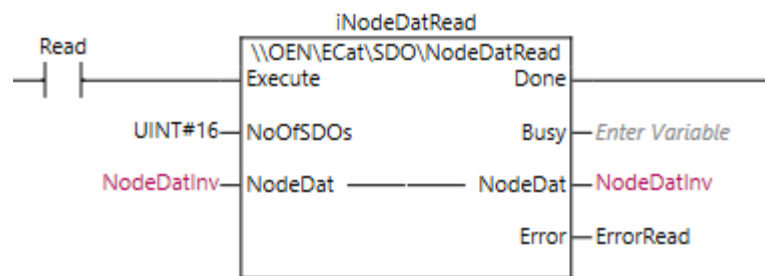 iNodeDatRead
Read
\\OEN\ECat\SDO\NodeDatRead
Execute Done
UINT#16 NoOfSDOs Busy Enter Variable
NodeDatInv NodeDat NodeDat NodeDatInv
Error ErrorRead